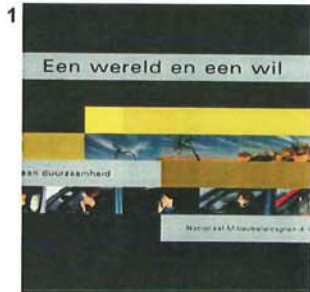 1
Een wereld en een wil
aan duurzaamheid
Nationaal Milieubeleidsplan 4